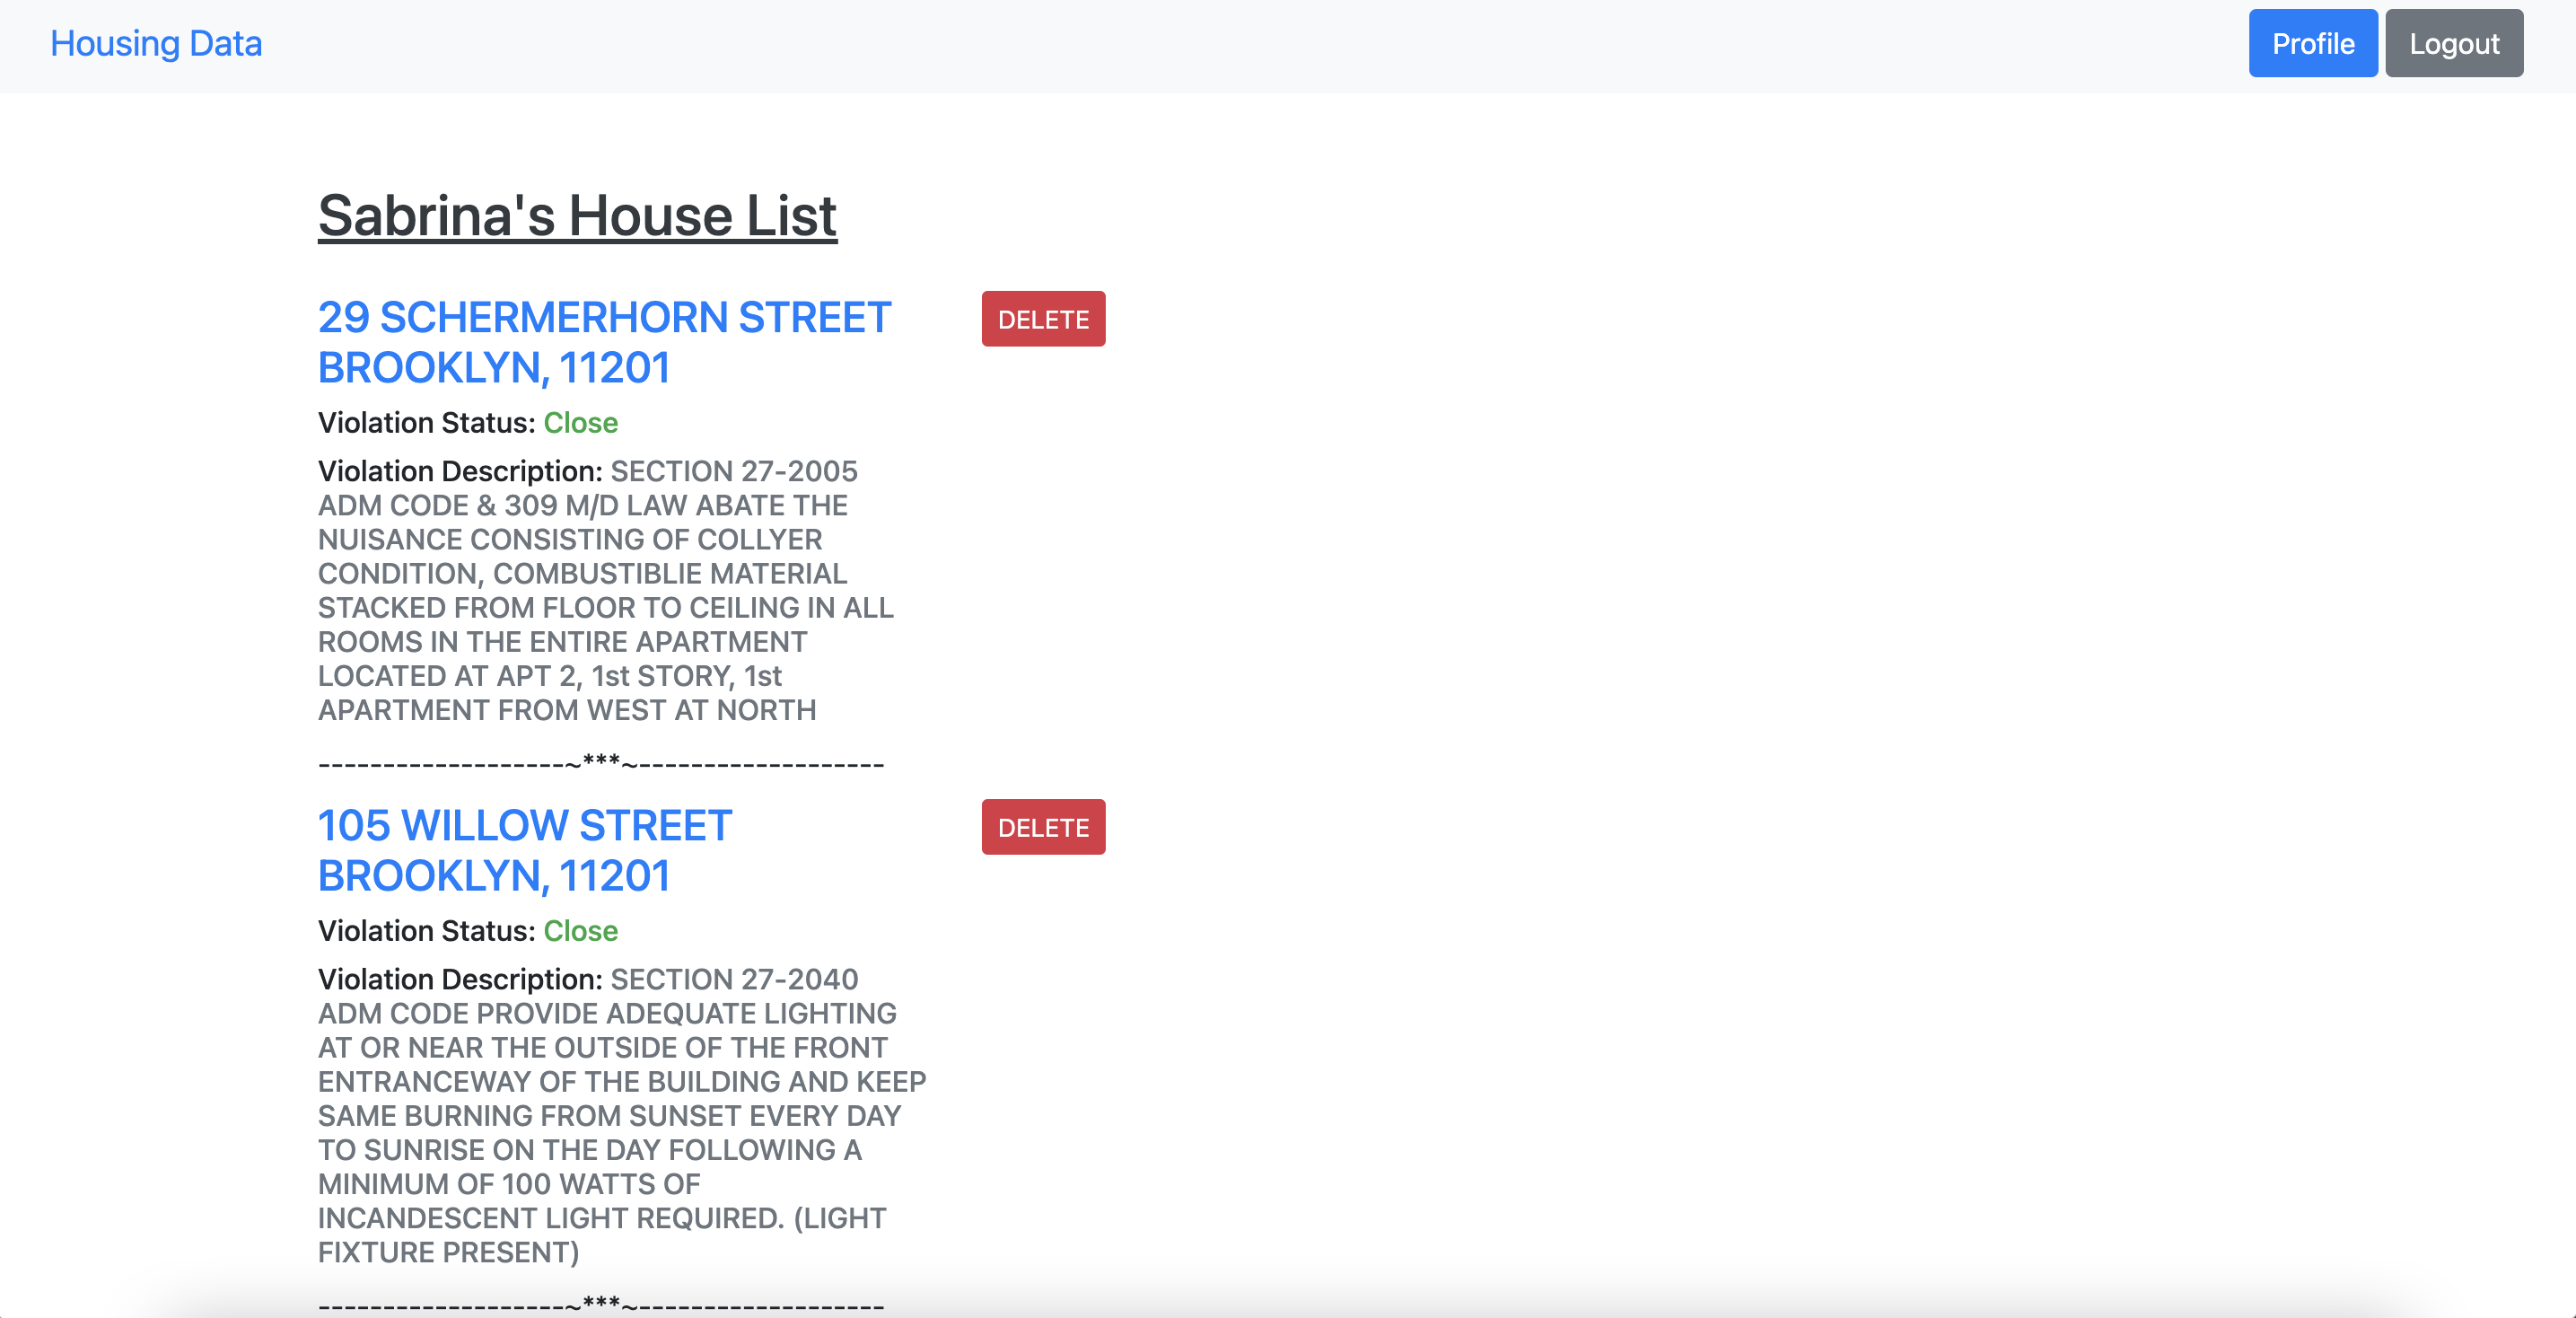 Housing Data
Profile
Logout
Sabrina's House List
29 SCHERMERHORN STREET
BROOKLYN, 11201
DELETE
Violation Status: Close
Violation Description: SECTION 27-2005
ADM CODE & 309 M/D LAW ABATE THE
NUISANCE CONSISTING OF COLLYER
CONDITION, COMBUSTIBLIE MATERIAL
STACKED FROM FLOOR TO CEILING IN ALL
ROOMS IN THE ENTIRE APARTMENT
LOCATED AT APT 2, 1st STORY, 1st
APARTMENT FROM WEST AT NORTH
-------------------~***~-------------------
105 WILLOW STREET
BROOKLYN, 11201
DELETE
Violation Status: Close
Violation Description: SECTION 27-2040
ADM CODE PROVIDE ADEQUATE LIGHTING
AT OR NEAR THE OUTSIDE OF THE FRONT
ENTRANCEWAY OF THE BUILDING AND KEEP
SAME BURNING FROM SUNSET EVERY DAY
TO SUNRISE ON THE DAY FOLLOWING A
MINIMUM OF 100 WATTS OF
INCANDESCENT LIGHT REQUIRED. (LIGHT
FIXTURE PRESENT)
-------------------~***~-------------------